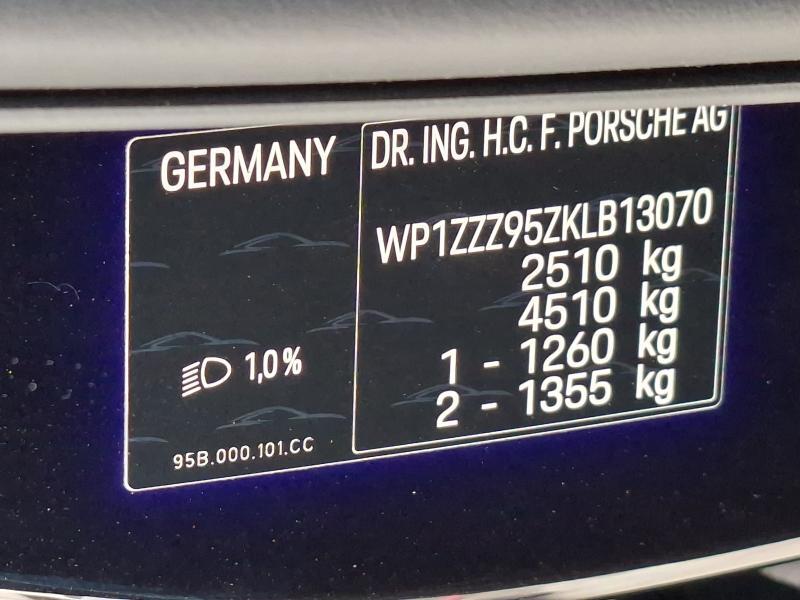 GERMANY
1,0%
95B.000.101.CC
DR. ING. H.C. F. PORSCHE AG
WP1ZZZ95ZKLB13070
2510 kg
4510 kg
1 - 1260 kg
2 - 1355 kg